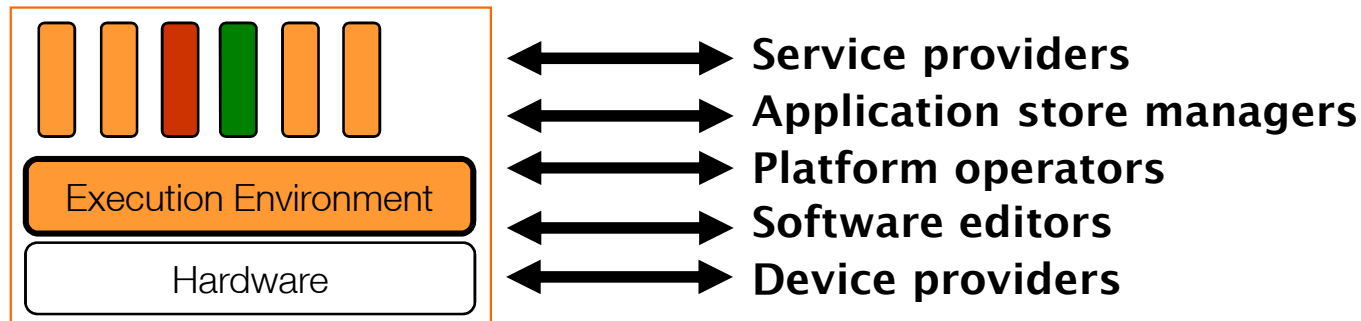 Service providers
Application store managers
Platform operators
Execution Environment
Software editors
Hardware
Device providers